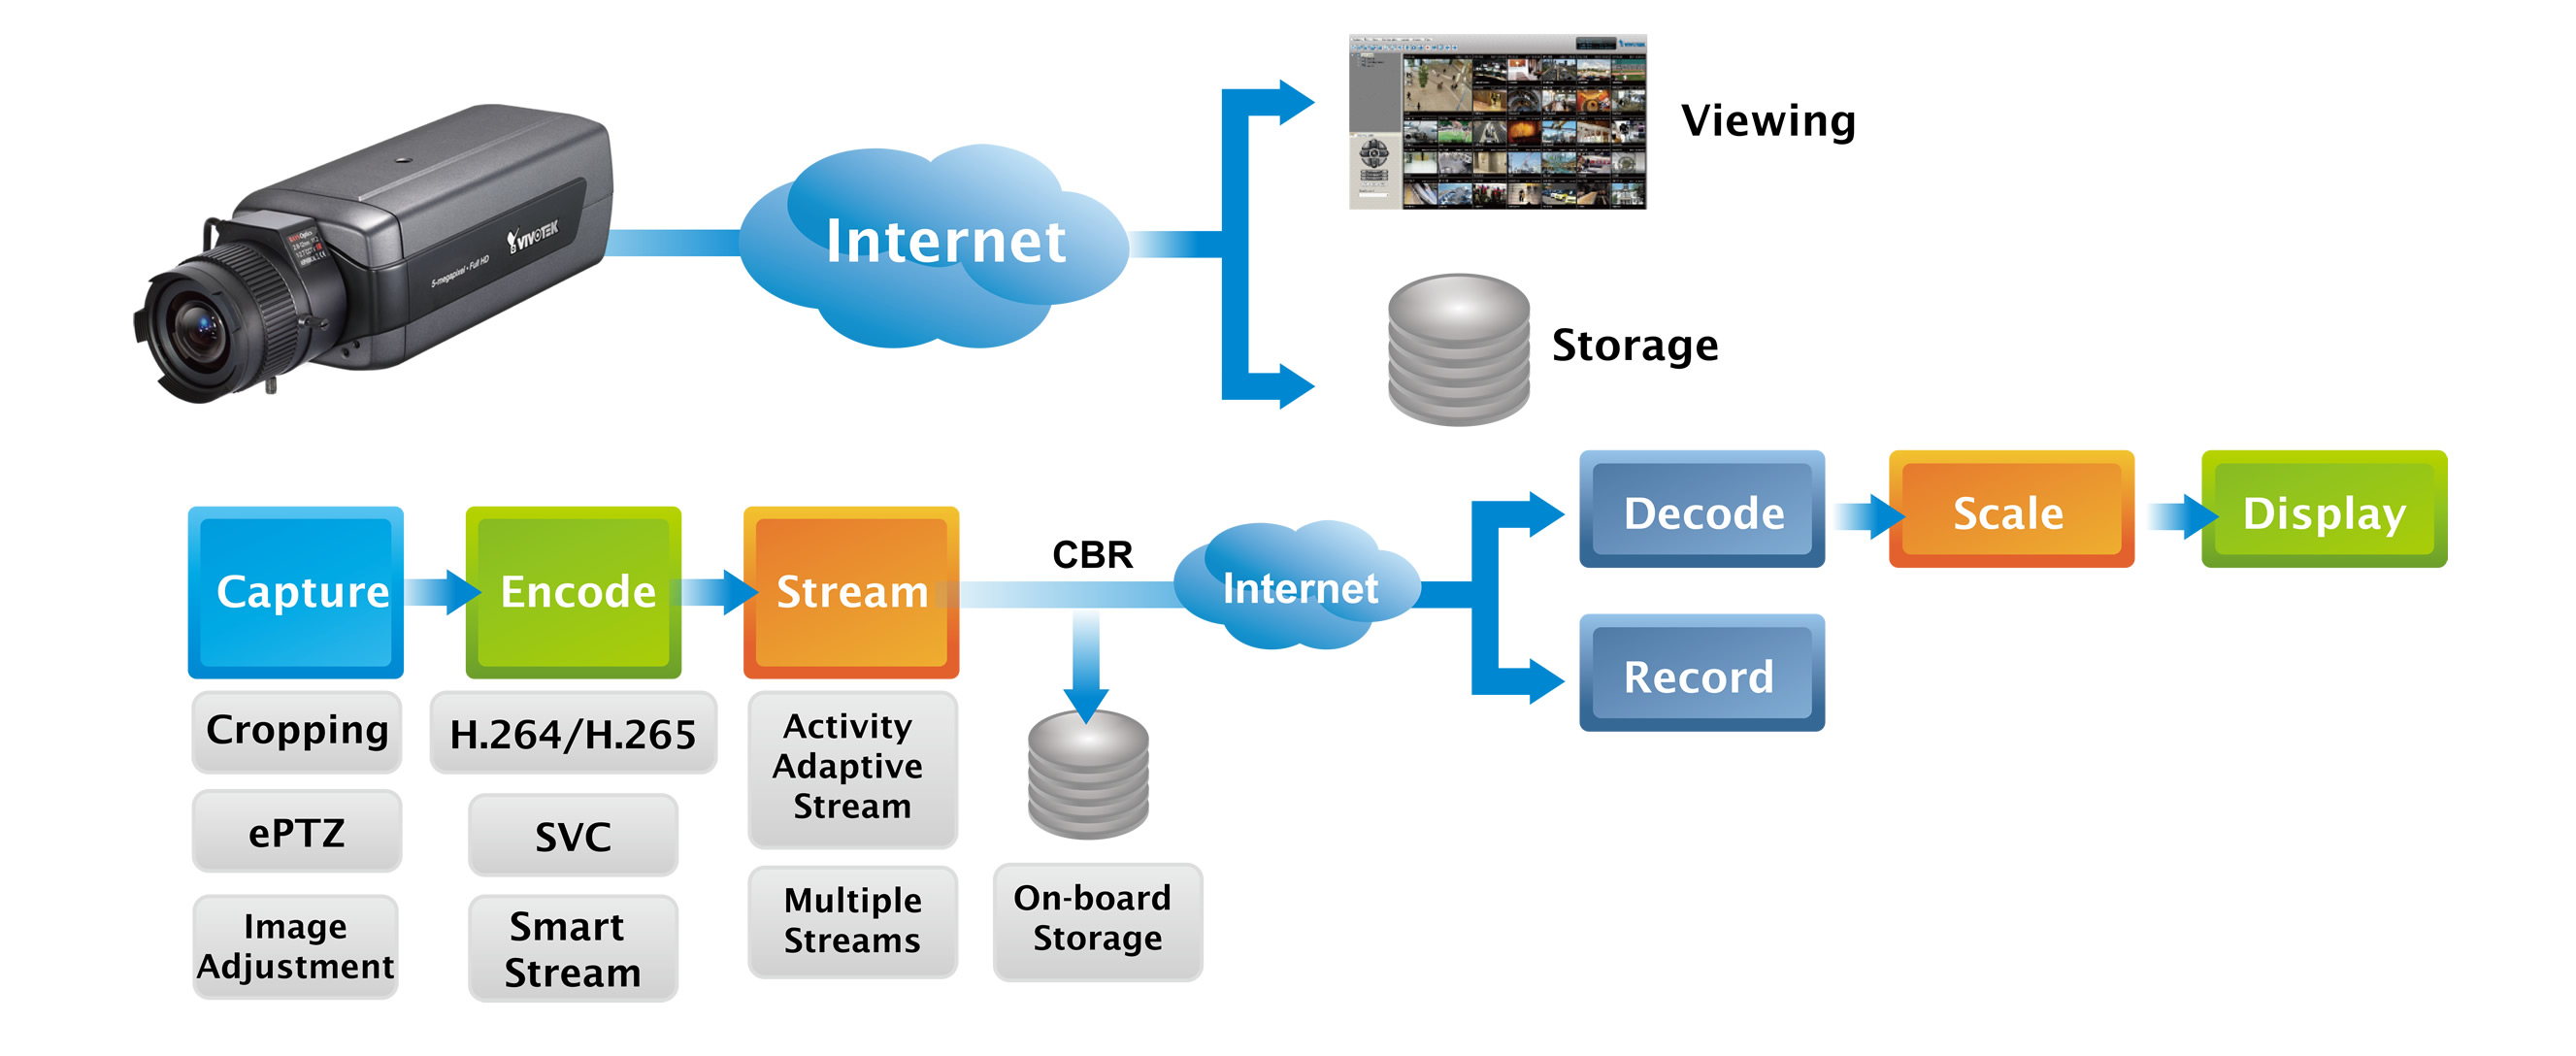 VIVOTEK
5-megapixel • Full HD
Internet
VIVOTEK
Viewing
Storage
Capture
Encode
Stream
CBR
Internet
Decode
Scale
Display
Record
Cropping
ePTZ
Image
Adjustment
H.264/H.265
SVC
Smart
Stream
Activity
Adaptive
Stream
Multiple
Streams
On-board
Storage